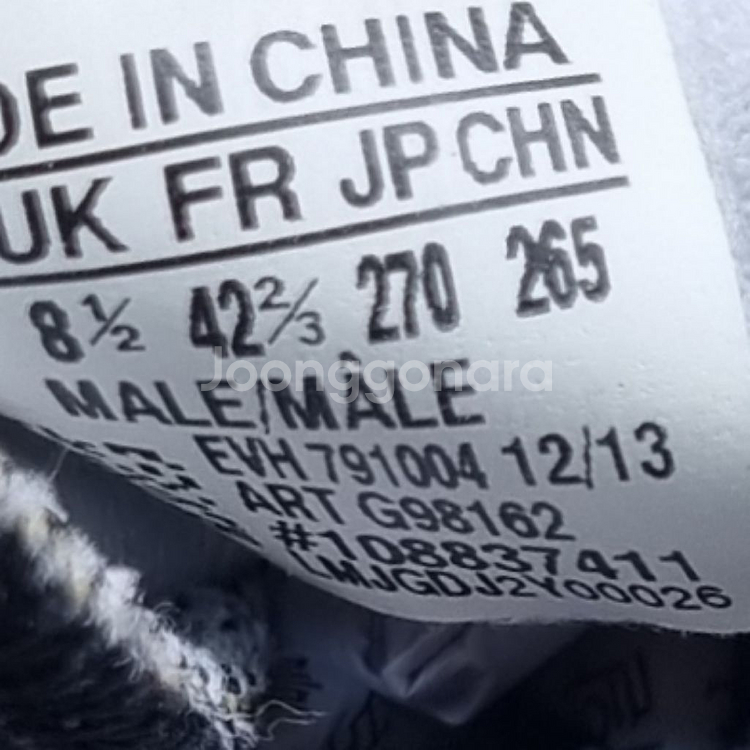 DE IN CHINA
UK FR JP CHN
8½ 42⅔ 270 265
Joonggonara
MALE/MÂLE
EVH 791004 12/13
ART G98162
#108837411
LMJGDJ2Y00026